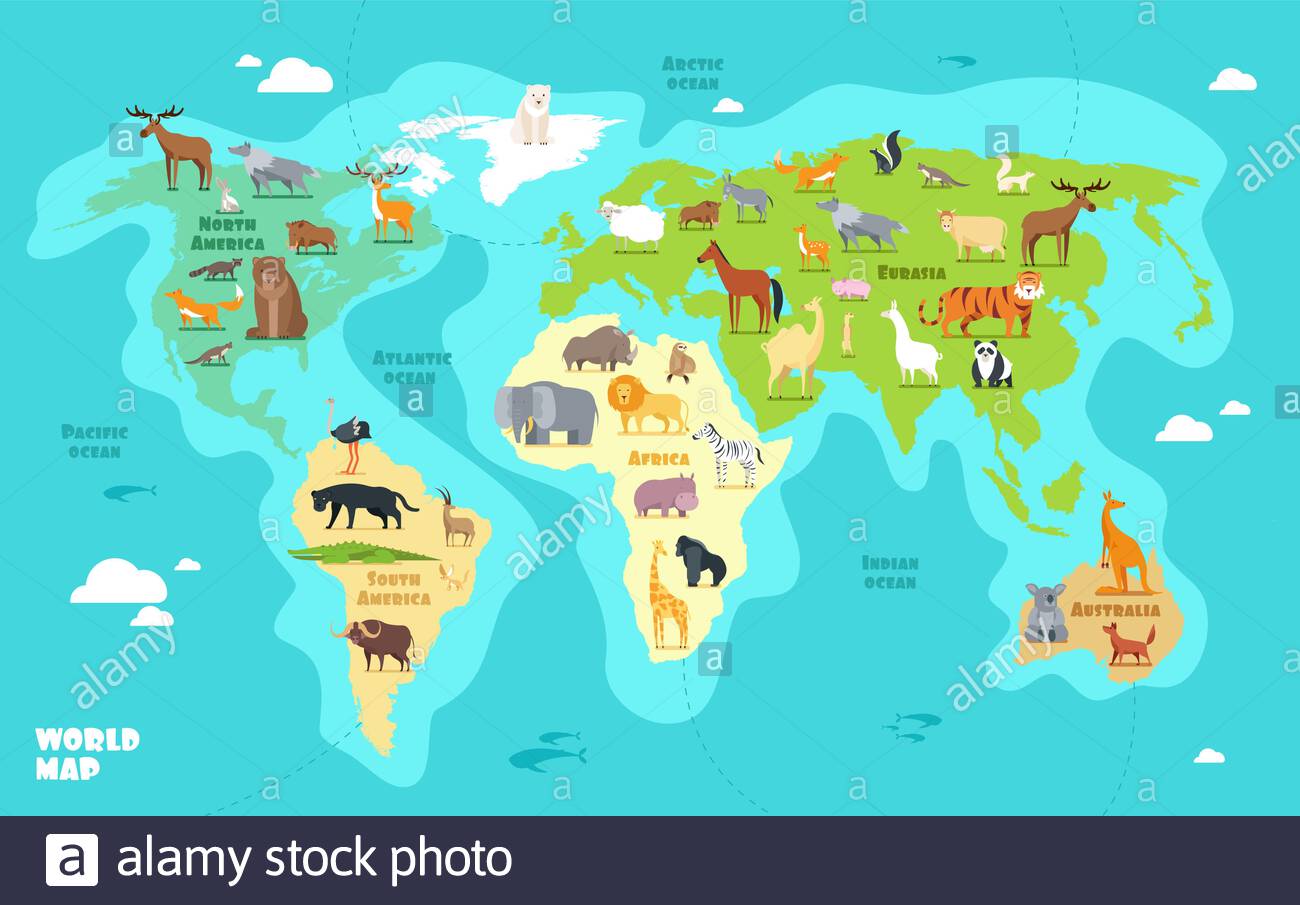 Arctic
Ocean
North
America
Eurasia
Atlantic
Ocean
Pacific
Ocean
Africa
Indian
Ocean
South
America
Australia
World
Map
a alamy stock photo
alamy
alamy
alamy
alamy
alamy
a
a
a
a
a
a